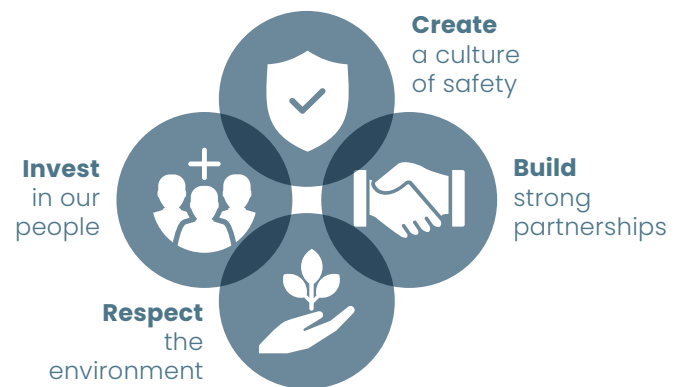 Create
a culture
of safety
Invest
in our
people
Build
strong
partnerships
Respect
the
environment